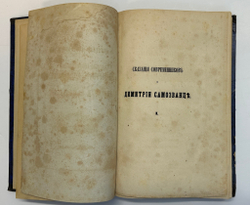 СКАЗАНІЯ СОВРЕМЕННИКОВЪ
О
ДИМИТРІИ САМОЗВАНЦѢ.